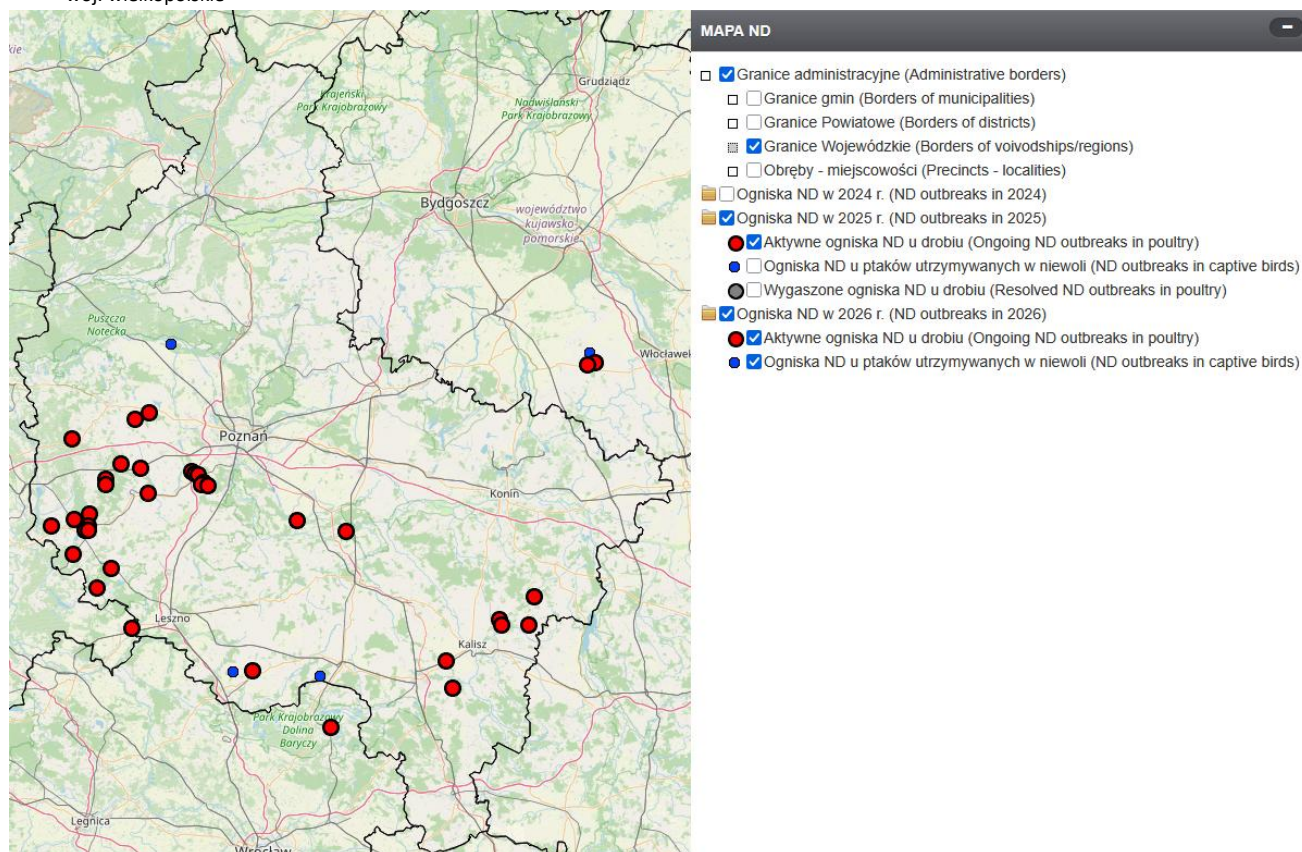 woj. wielkopolskie
MAPA ND
Granice administracyjne (Administrative borders)
Granice gmin (Borders of municipalities)
Granice Powiatowe (Borders of districts)
Granice Wojewódzkie (Borders of voivodships/regions)
Obręby - miejscowości (Precincts - localities)
Ogniska ND w 2024 r. (ND outbreaks in 2024)
Ogniska ND w 2025 r. (ND outbreaks in 2025)
Aktywne ogniska ND u drobiu (Ongoing ND outbreaks in poultry)
Ogniska ND u ptaków utrzymywanych w niewoli (ND outbreaks in captive birds)
Wygaszone ogniska ND u drobiu (Resolved ND outbreaks in poultry)
Ogniska ND w 2026 r. (ND outbreaks in 2026)
Aktywne ogniska ND u drobiu (Ongoing ND outbreaks in poultry)
Ogniska ND u ptaków utrzymywanych w niewoli (ND outbreaks in captive birds)
kie
Grudziądz
Krajeński
Park Krajobrazowy
Nadwiślański
Park Krajobrazowy
Bydgoszcz
województwo
kujawsko-
pomorskie
Puszcza
Notecka
Włocławek
Poznań
Konin
Leszno
Kalisz
Park Krajobrazowy
Dolina
Baryczy
Legnica
Wrocław